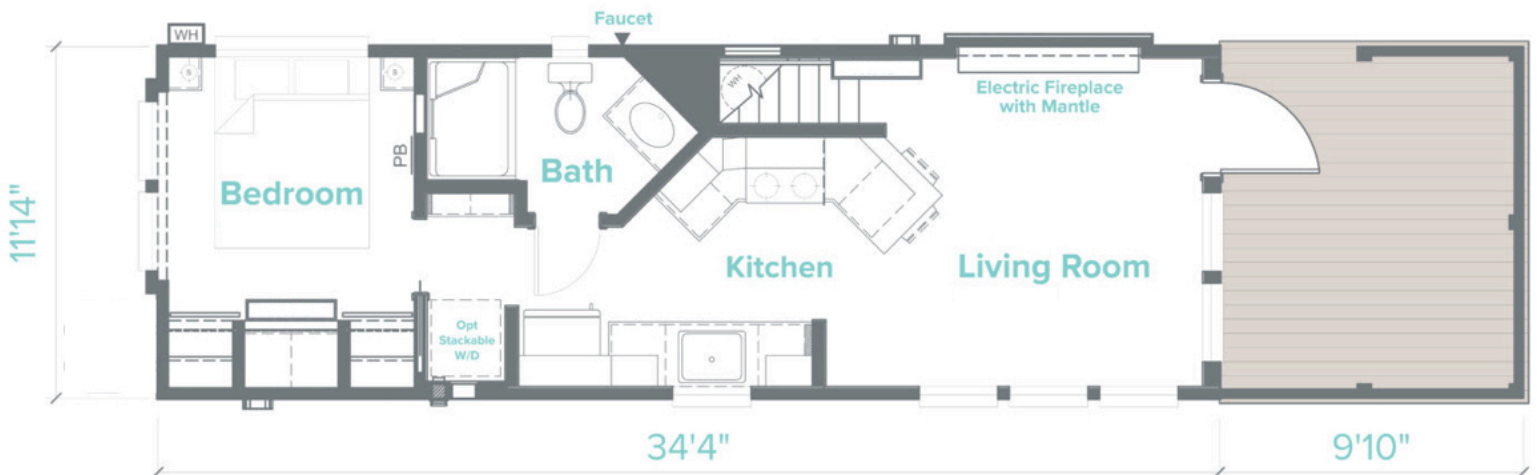 Faucet
WH
S
S
WH
Electric Fireplace
with Mantle
PB
Bath
Bedroom
11'14"
Kitchen
Living Room
Opt
Stackable
W/D
34'4"
9'10"